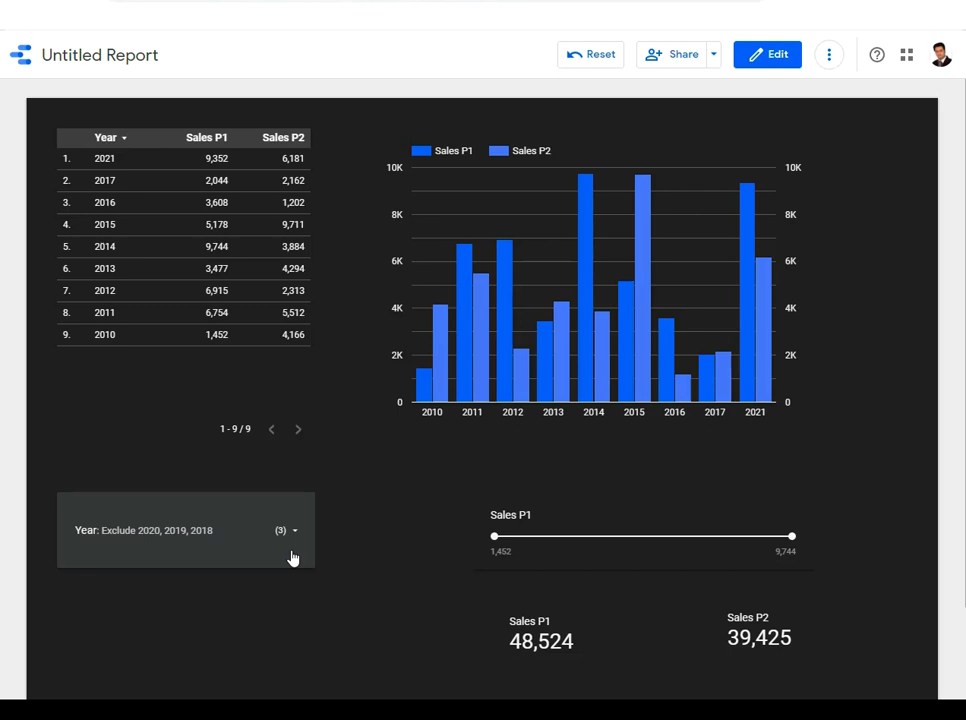 Untitled Report
Reset
Share
Edit
Year Sales P1 Sales P2
1. 2021 9,352 6,181
2. 2017 2,044 2,162
3. 2016 3,608 1,202
4. 2015 5,178 9,711
5. 2014 9,744 3,884
6. 2013 3,477 4,294
7. 2012 6,915 2,313
8. 2011 6,754 5,512
9. 2010 1,452 4,166
1 - 9 / 9
Sales P1 Sales P2
10K 10K
8K 8K
6K 6K
4K 4K
2K 2K
0 0
2010 2011 2012 2013 2014 2015 2016 2017 2021
Year: Exclude 2020, 2019, 2018 (3)
Sales P1
1,452 9,744
Sales P1
48,524
Sales P2
39,425